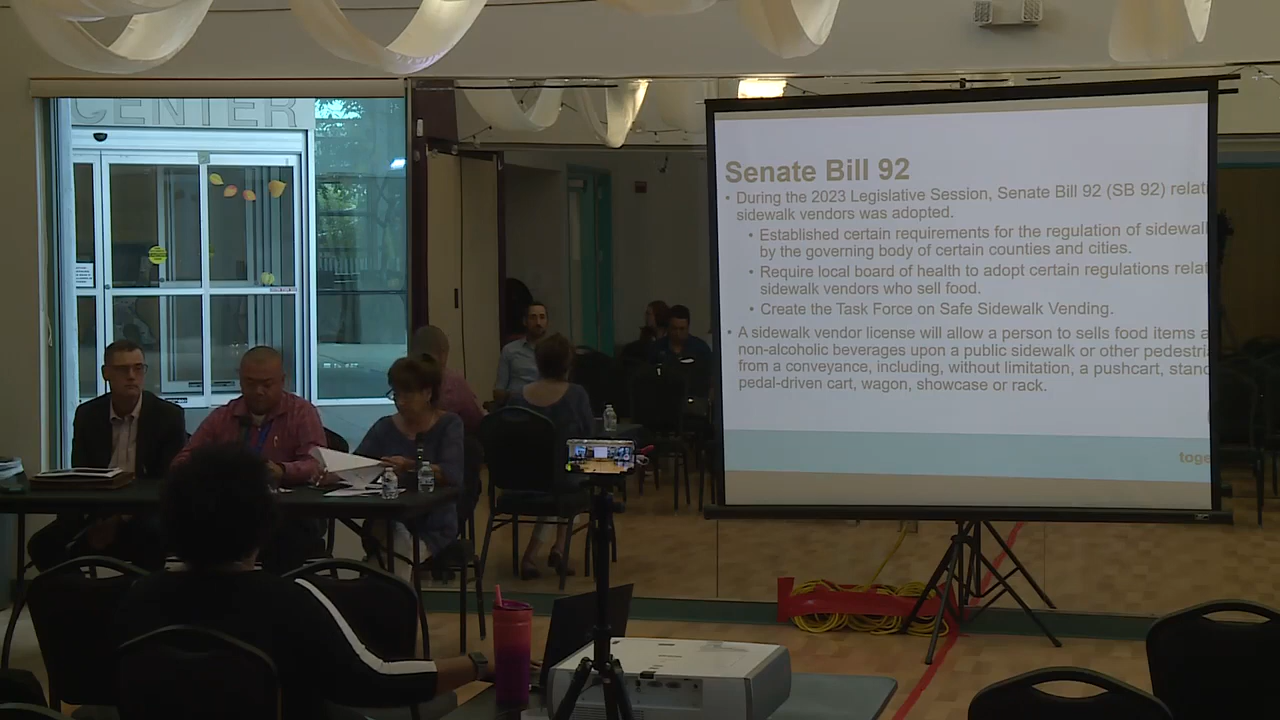 CENTER
Senate Bill 92
• During the 2023 Legislative Session, Senate Bill 92 (SB 92) relat
sidewalk vendors was adopted.
• Established certain requirements for the regulation of sidewal
by the governing body of certain counties and cities.
• Require local board of health to adopt certain regulations relat
sidewalk vendors who sell food.
• Create the Task Force on Safe Sidewalk Vending.
• A sidewalk vendor license will allow a person to sells food items a
non-alcoholic beverages upon a public sidewalk or other pedestri
from a conveyance, including, without limitation, a pushcart, stand
pedal-driven cart, wagon, showcase or rack.
toge